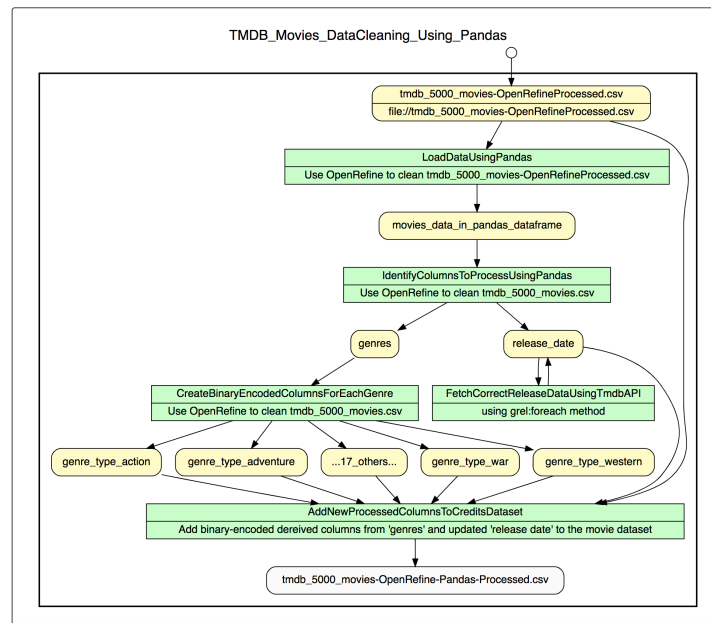 TMDB_Movies_DataCleaning_Using_Pandas
tmdb_5000_movies-OpenRefineProcessed.csv
file://tmdb_5000_movies-OpenRefineProcessed.csv
LoadDataUsingPandas
Use OpenRefine to clean tmdb_5000_movies-OpenRefineProcessed.csv
movies_data_in_pandas_dataframe
IdentifyColumnsToProcessUsingPandas
Use OpenRefine to clean tmdb_5000_movies.csv
genres
release_date
CreateBinaryEncodedColumnsForEachGenre
Use OpenRefine to clean tmdb_5000_movies.csv
FetchCorrectReleaseDataUsingTmdbAPI
using grel:foreach method
genre_type_action
genre_type_adventure
...17_others...
genre_type_war
genre_type_western
AddNewProcessedColumnsToCreditsDataset
Add binary-encoded dereived columns from 'genres' and updated 'release date' to the movie dataset
tmdb_5000_movies-OpenRefine-Pandas-Processed.csv